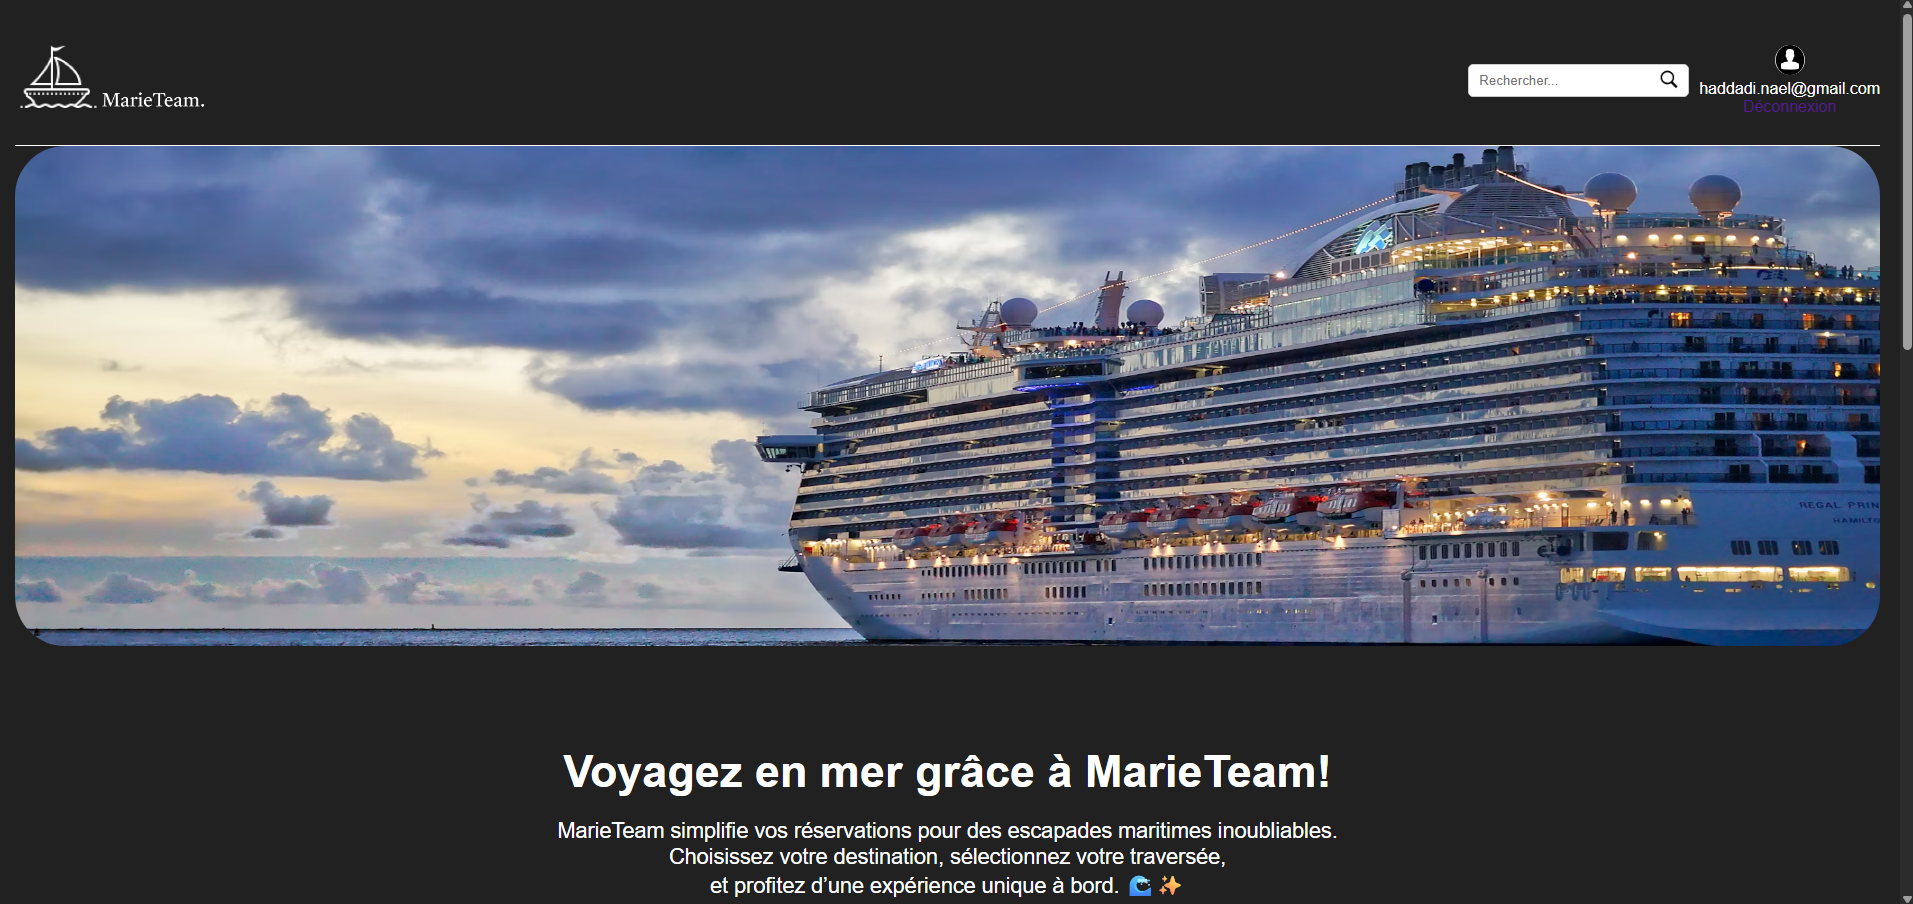 MarieTeam.
Rechercher...
haddadi.nael@gmail.com
Déconnexion
REGAL PRIN
HAMILTO
Voyagez en mer grâce à MarieTeam!
MarieTeam simplifie vos réservations pour des escapades maritimes inoubliables.
Choisissez votre destination, sélectionnez votre traversée,
et profitez d’une expérience unique à bord. 🌊 ✨